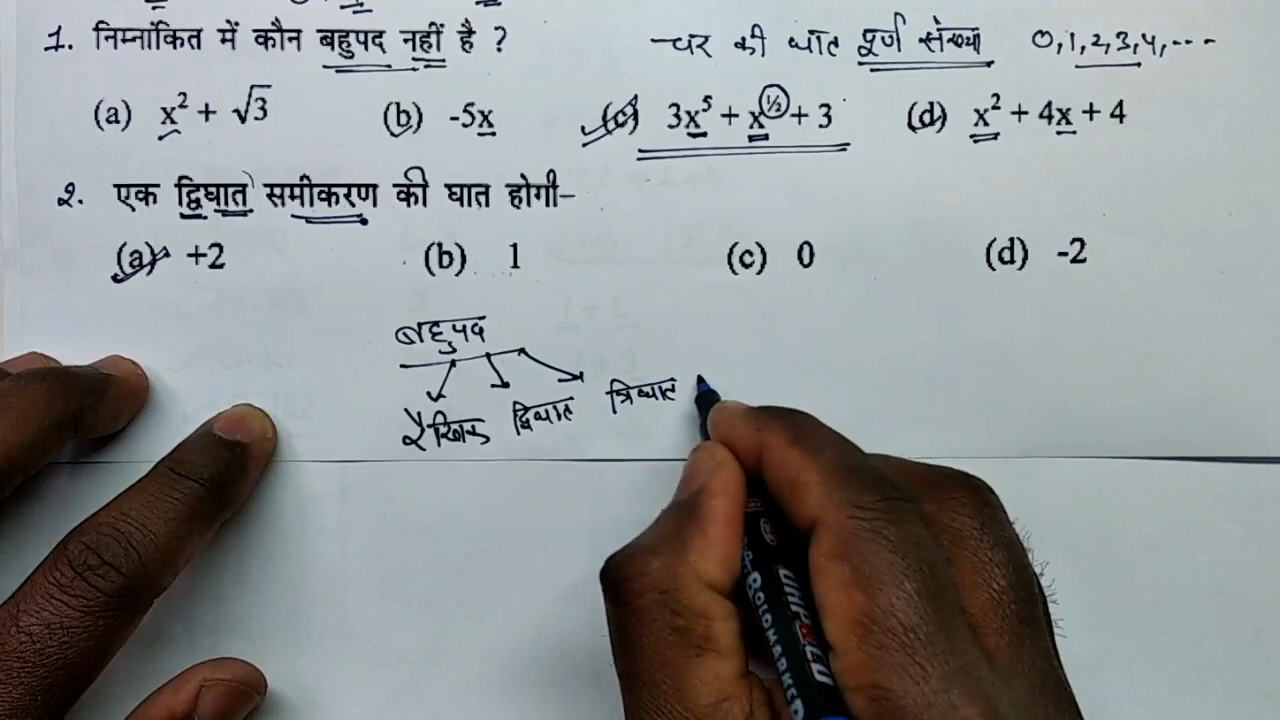 1. निम्नांकित में कौन बहुपद नहीं है ? चर की घात पूर्ण संख्या 0,1,2,3,4,---
(a) x² + √3 (b) -5x (c) 3x⁵ + x^1/2 + 3 (d) x² + 4x + 4
2. एक द्विघात समीकरण की घात होगी–
(a) +2 (b) 1 (c) 0 (d) -2
बहुपद
रैखिक द्विघात त्रिघात